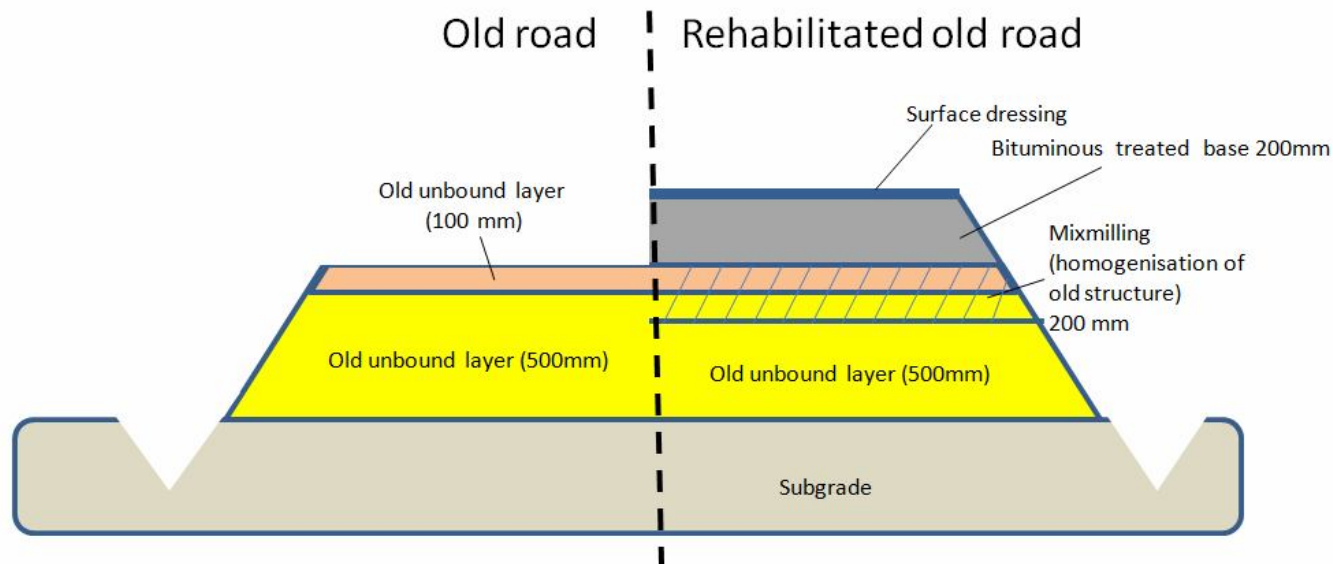 Old road
Rehabilitated old road
Surface dressing
Bituminous treated base 200mm
Old unbound layer
(100 mm)
Mixmilling
(homogenisation of
old structure)
200 mm
Old unbound layer (500mm)
Old unbound layer (500mm)
Subgrade